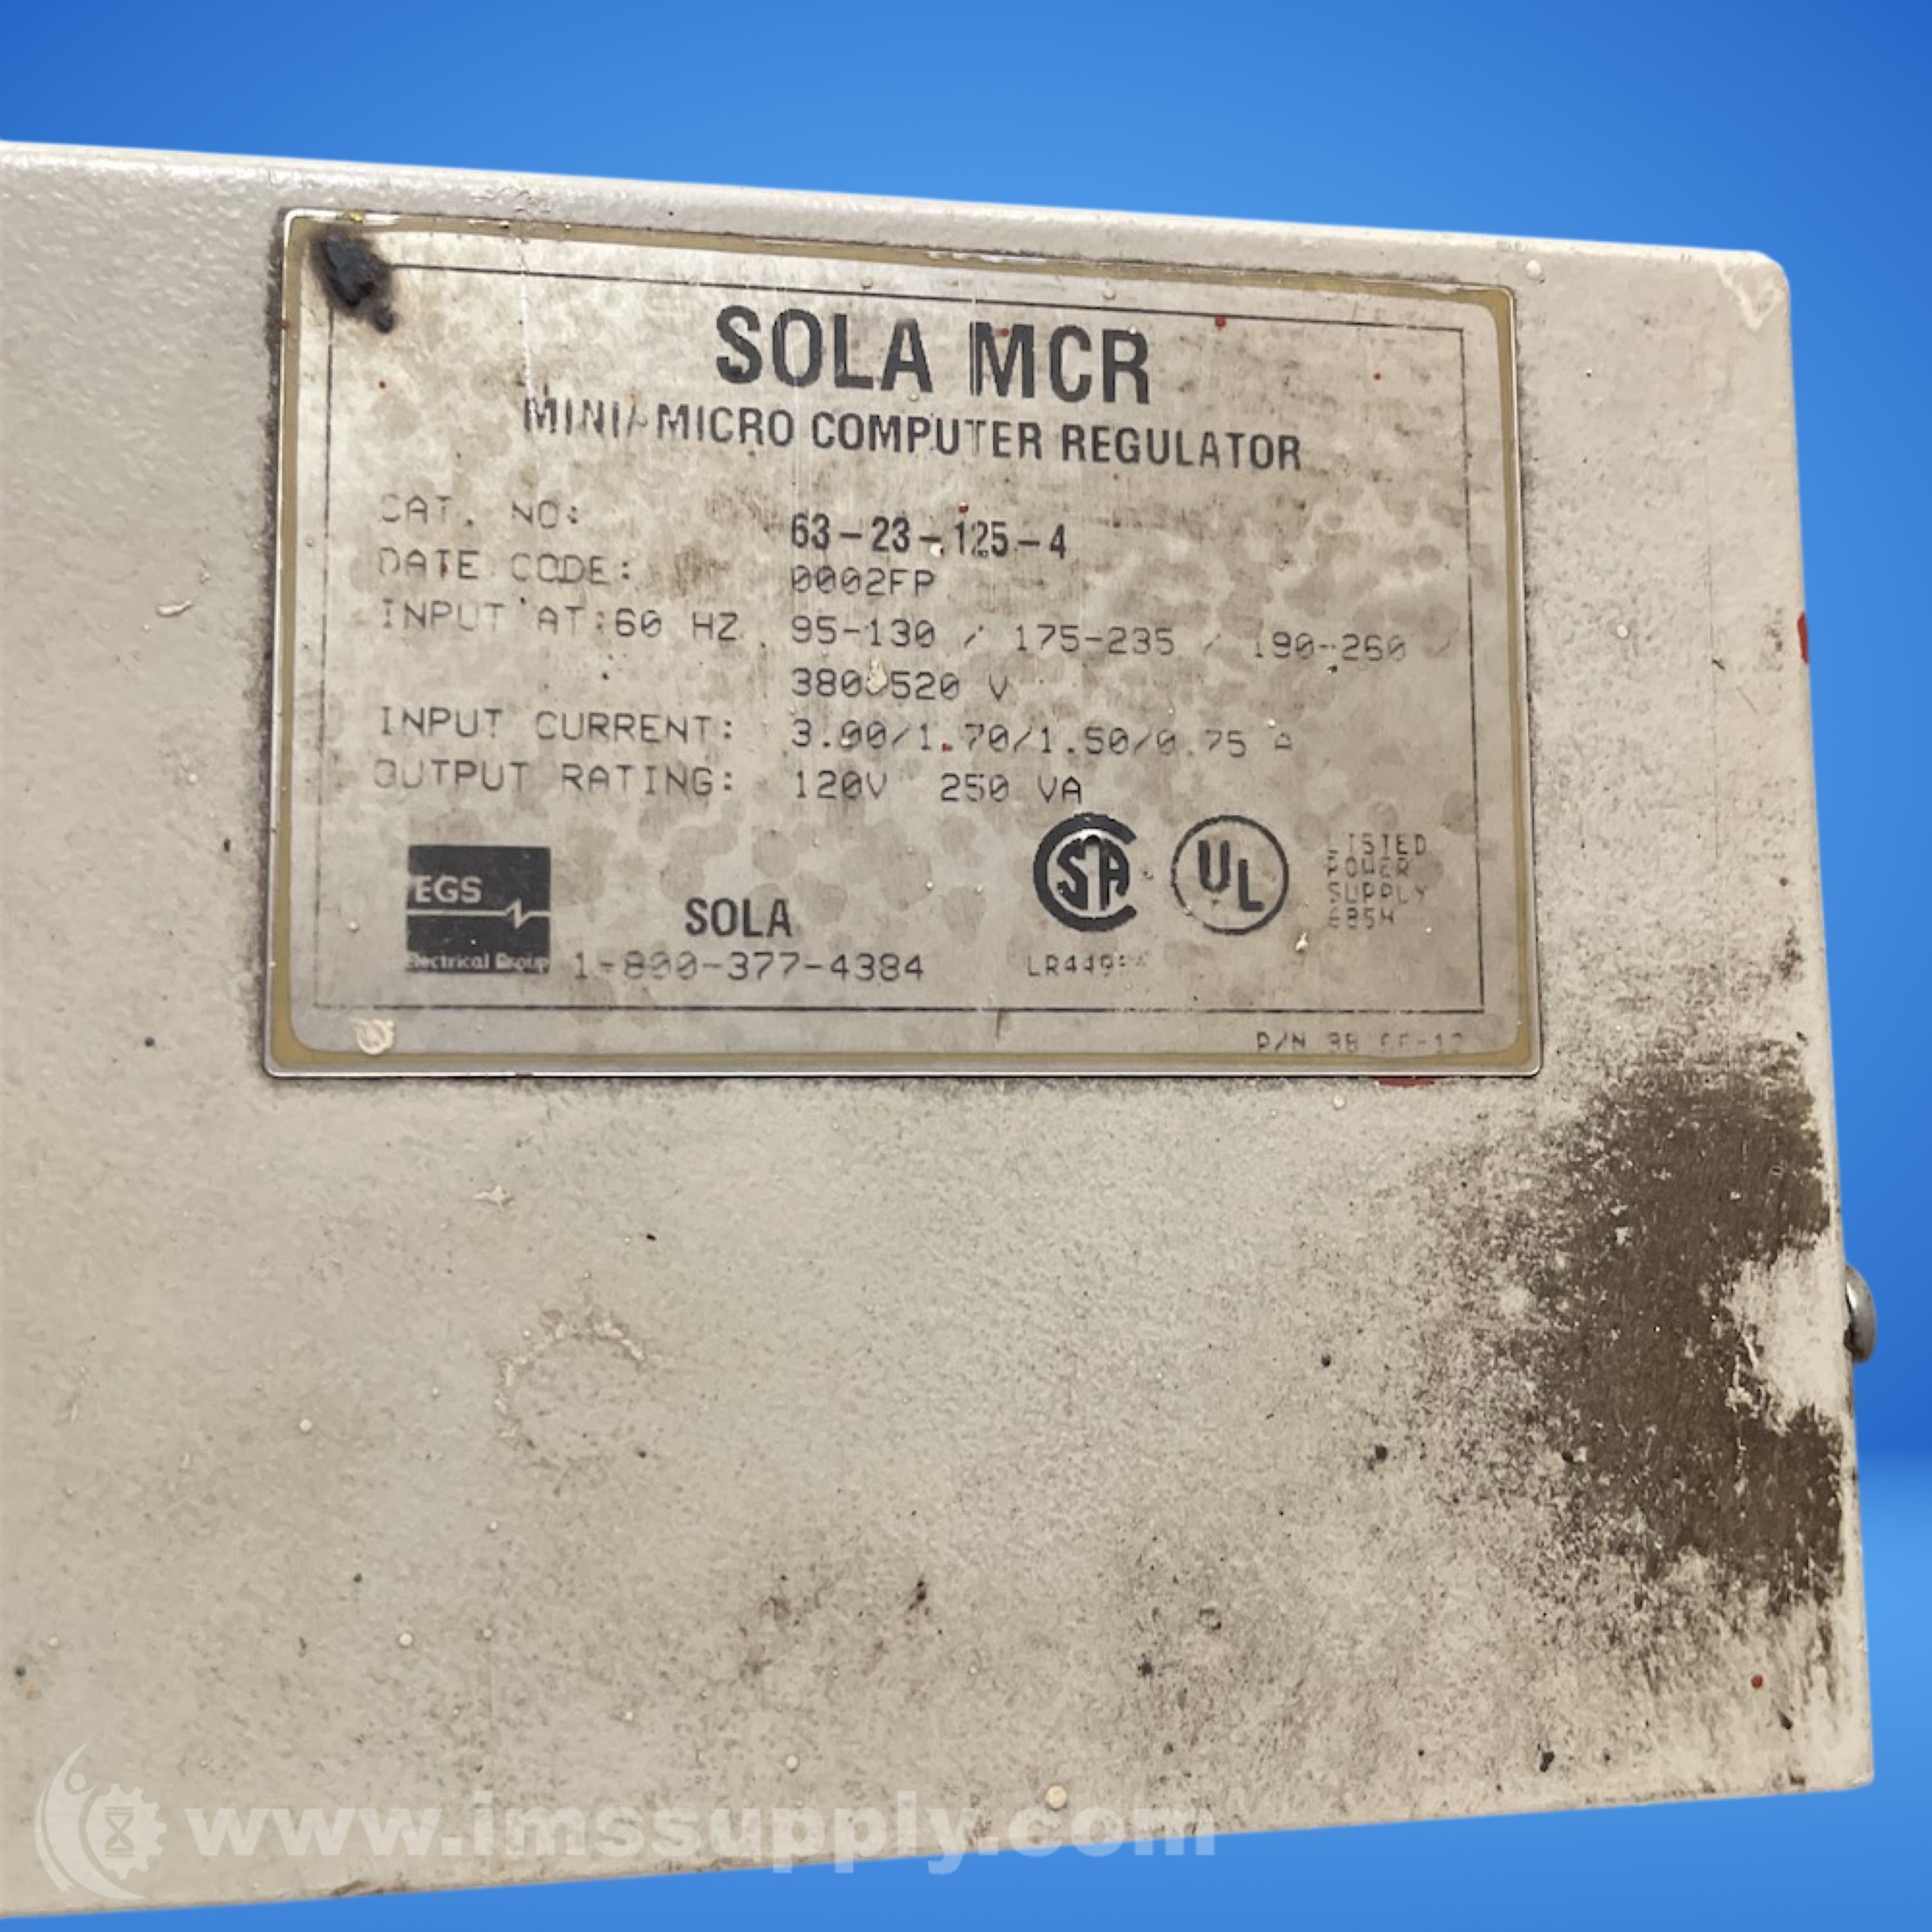 SOLA MCR
MINI/MICRO COMPUTER REGULATOR
CAT. NO: 63-23-125-4
DATE CODE: 0002FP
INPUT AT:60 HZ 95-130 / 175-235 / 190-260 /
380-520 V
INPUT CURRENT: 3.00/1.70/1.50/0.75 A
OUTPUT RATING: 120V 250 VA
EGS
Electrical Group
SOLA
1-800-377-4384
SA
UL
LISTED
POWER
SUPPLY
P/N
www.imssupply.com